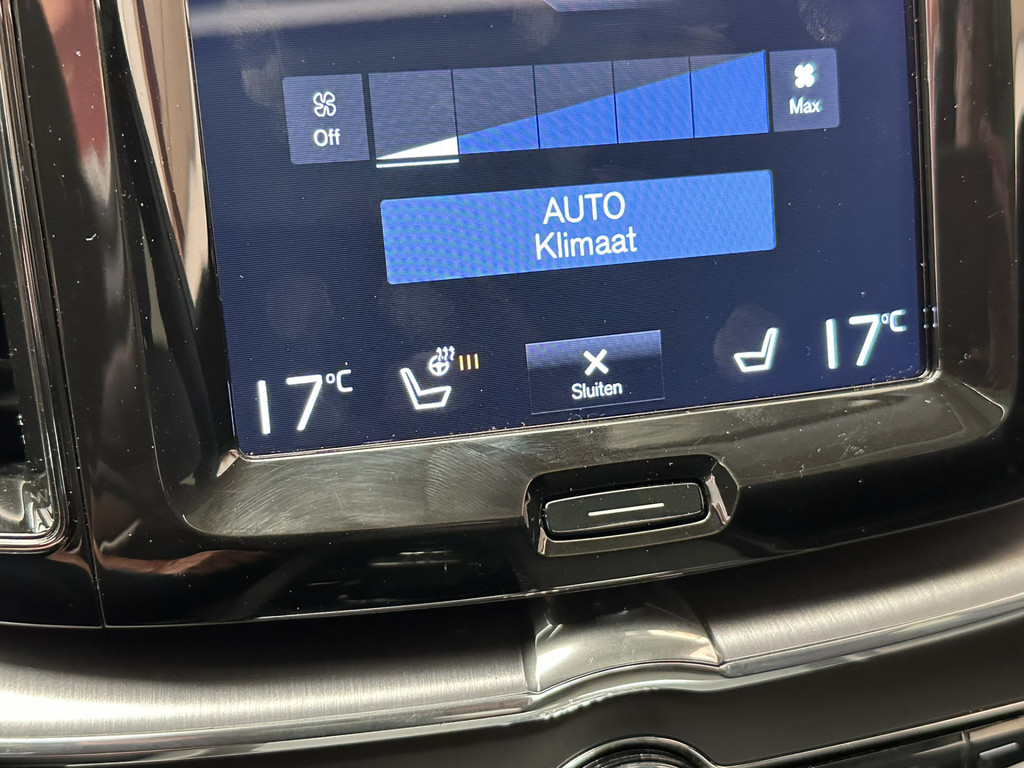 Off
Max
AUTO
Klimaat
17°C
Sluiten
17°C